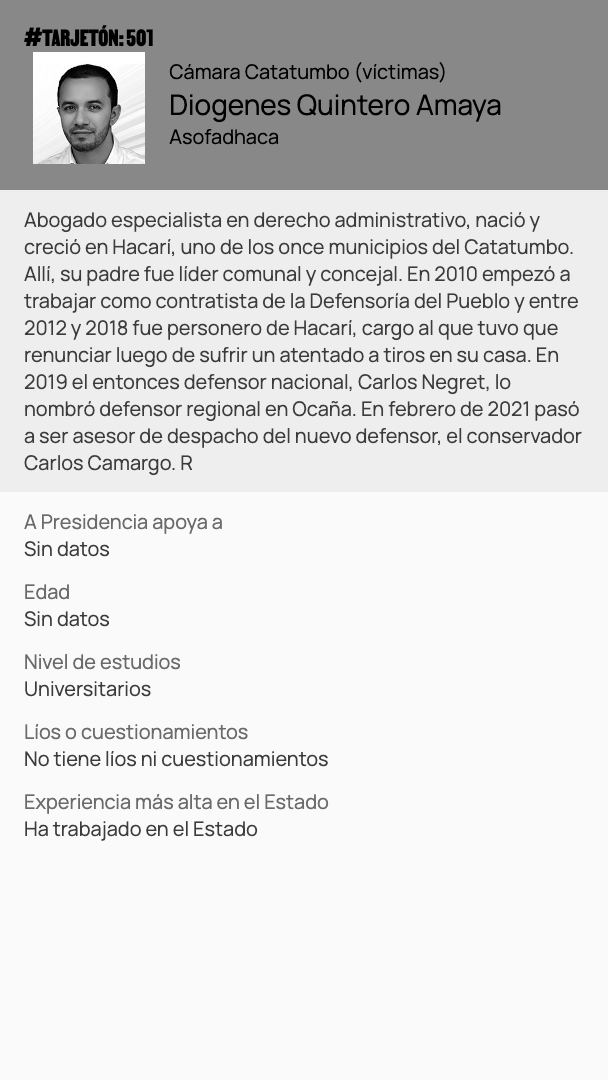 #TARJETÓN: 501
Cámara Catatumbo (víctimas)
Diogenes Quintero Amaya
Asofadhaca
Abogado especialista en derecho administrativo, nació y
creció en Hacarí, uno de los once municipios del Catatumbo.
Allí, su padre fue líder comunal y concejal. En 2010 empezó a
trabajar como contratista de la Defensoría del Pueblo y entre
2012 y 2018 fue personero de Hacarí, cargo al que tuvo que
renunciar luego de sufrir un atentado a tiros en su casa. En
2019 el entonces defensor nacional, Carlos Negret, lo
nombró defensor regional en Ocaña. En febrero de 2021 pasó
a ser asesor de despacho del nuevo defensor, el conservador
Carlos Camargo. R
A Presidencia apoya a
Sin datos
Edad
Sin datos
Nivel de estudios
Universitarios
Líos o cuestionamientos
No tiene líos ni cuestionamientos
Experiencia más alta en el Estado
Ha trabajado en el Estado